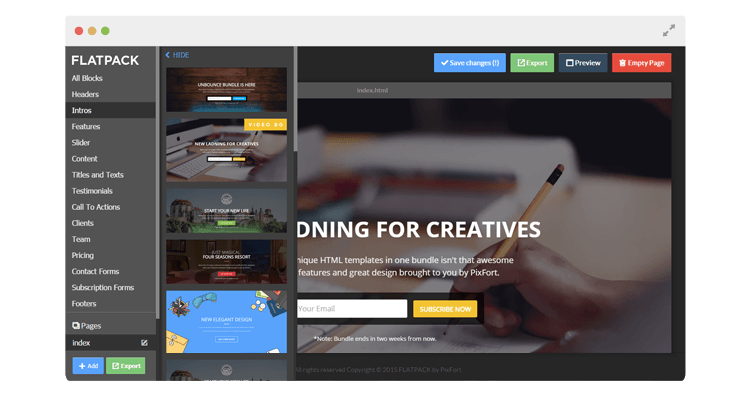 FLATPACK
All Blocks
Headers
Intros
Features
Slider
Content
Titles and Texts
Testimonials
Call To Actions
Clients
Team
Pricing
Contact Forms
Subscription Forms
Footers
Pages
index
Add
Export
HIDE
UNBOUNCE BUNDLE IS HERE
VIDEO BG
NEW LADNING FOR CREATIVES
START YOUR NEW LIFE
JUST MAGICAL
FOUR SEASONS RESORT
NEW ELEGANT DESIGN
Save changes (!)
Export
Preview
Empty Page
index.html
DNING FOR CREATIVES
nique HTML templates in one bundle isn't that awesome
features and great design brought to you by PixFort.
Your Email
SUBSCRIBE NOW
*Note: Bundle ends in two weeks from now.
All rights reserved Copyright © 2015 FLATPACK by PixFort